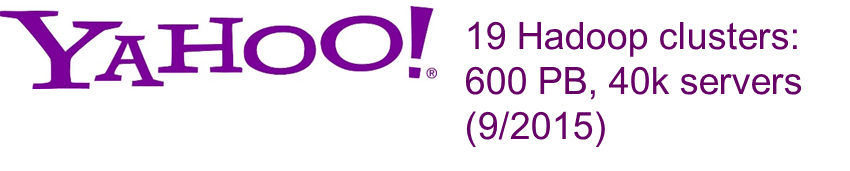 YAHOO!®
19 Hadoop clusters:
600 PB, 40k servers
(9/2015)